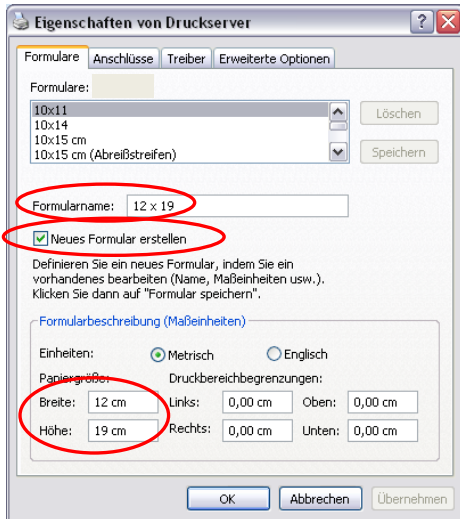 Eigenschaften von Druckserver
Formulare Anschlüsse Treiber Erweiterte Optionen
Formulare:
10x11
10x14
10x15 cm
10x15 cm (Abreißstreifen)
Löschen
Speichern
Formularname: 12 x 19
Neues Formular erstellen
Definieren Sie ein neues Formular, indem Sie ein
vorhandenes bearbeiten (Name, Maßeinheiten usw.).
Klicken Sie dann auf "Formular speichern".
Formularbeschreibung (Maßeinheiten)
Einheiten: Metrisch Englisch
Papiergröße: Druckbereichbegrenzungen:
Breite: 12 cm Links: 0,00 cm Oben: 0,00 cm
Höhe: 19 cm Rechts: 0,00 cm Unten: 0,00 cm
OK Abbrechen Übernehmen